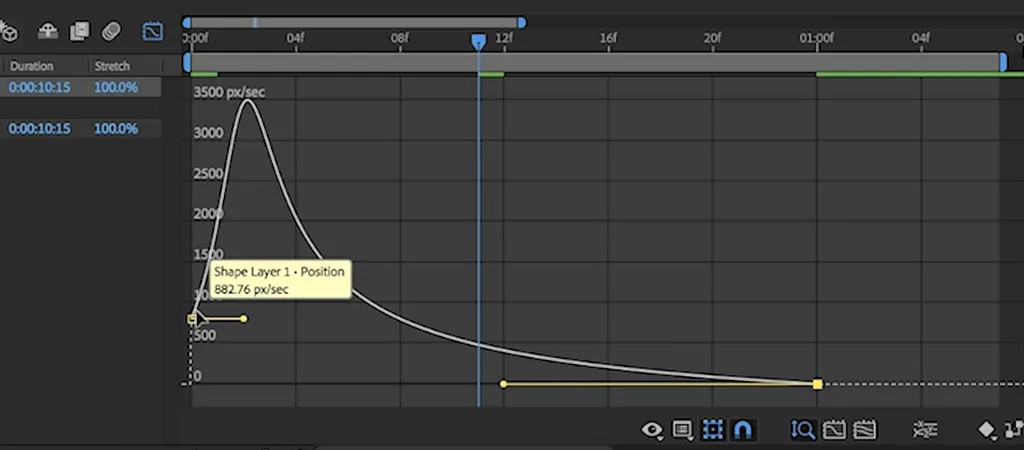 0:00f 04f 08f 12f 16f 20f 01:00f 04f
Duration Stretch
0:00:10:15 100.0%
3500 px/sec
3000
0:00:10:15 100.0%
2500
2000
1500
Shape Layer 1 • Position
882.76 px/sec
500
0